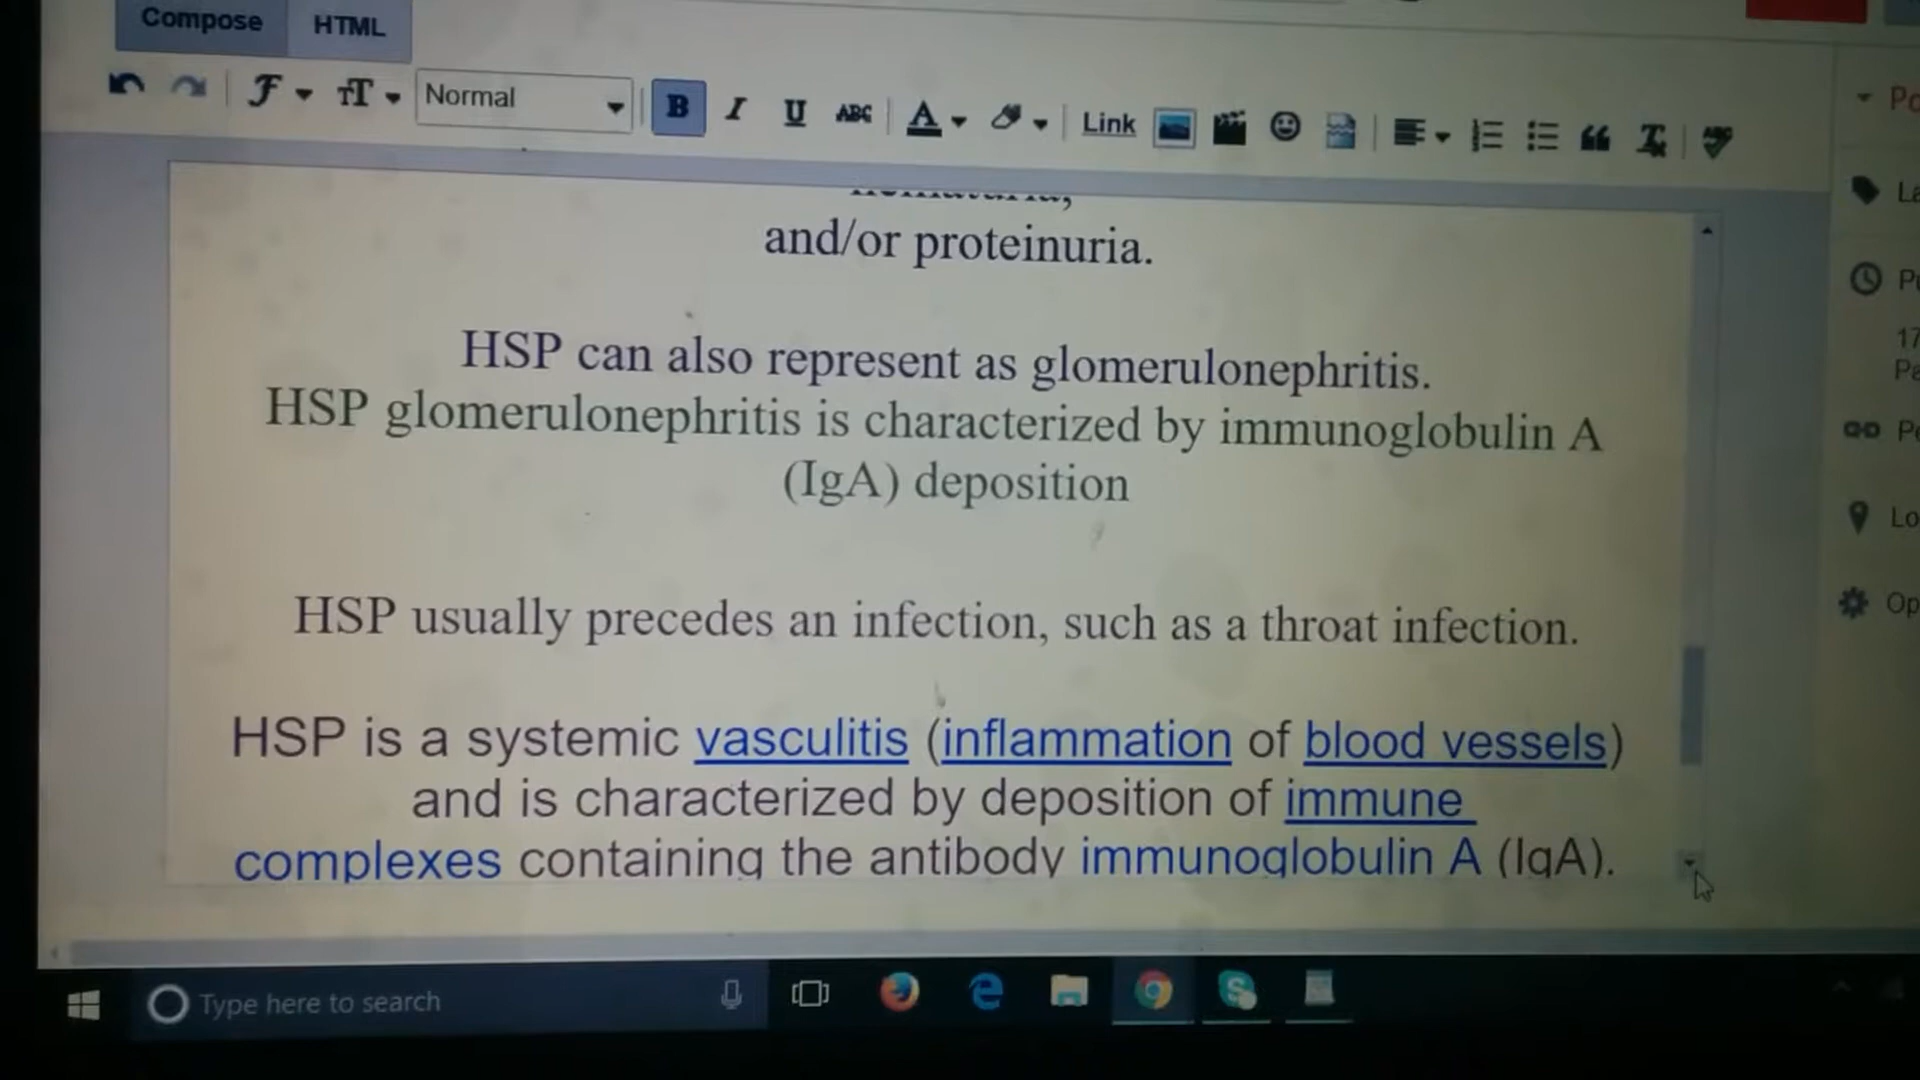 Compose HTML
Normal
B I U ABC A Link
and/or proteinuria.
HSP can also represent as glomerulonephritis.
HSP glomerulonephritis is characterized by immunoglobulin A
(IgA) deposition
HSP usually precedes an infection, such as a throat infection.
HSP is a systemic vasculitis (inflammation of blood vessels)
and is characterized by deposition of immune
complexes containing the antibody immunoglobulin A (IgA).
17
Type here to search